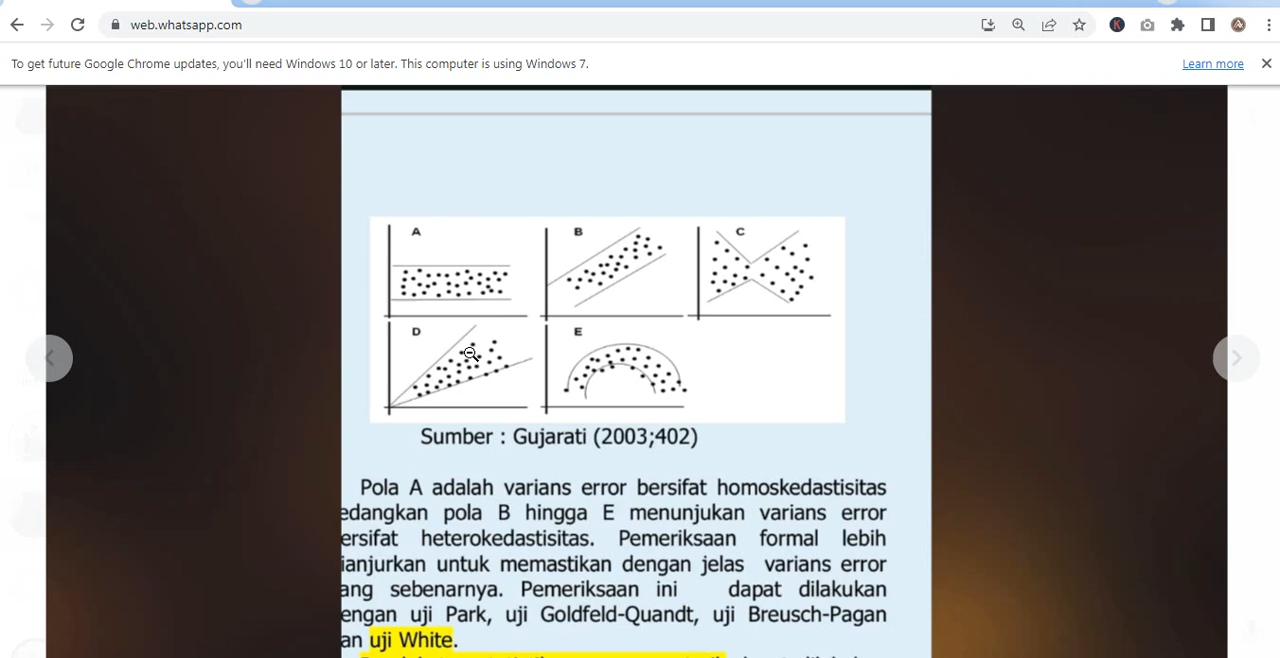 web.whatsapp.com
To get future Google Chrome updates, you'll need Windows 10 or later. This computer is using Windows 7.
Learn more
A
B
C
D
E
Sumber : Gujarati (2003;402)
Pola A adalah varians error bersifat homoskedastisitas
edangkan pola B hingga E menunjukan varians error
ersifat heterokedastisitas. Pemeriksaan formal lebih
ianjurkan untuk memastikan dengan jelas varians error
ang sebenarnya. Pemeriksaan ini dapat dilakukan
engan uji Park, uji Goldfeld-Quandt, uji Breusch-Pagan
an uji White.